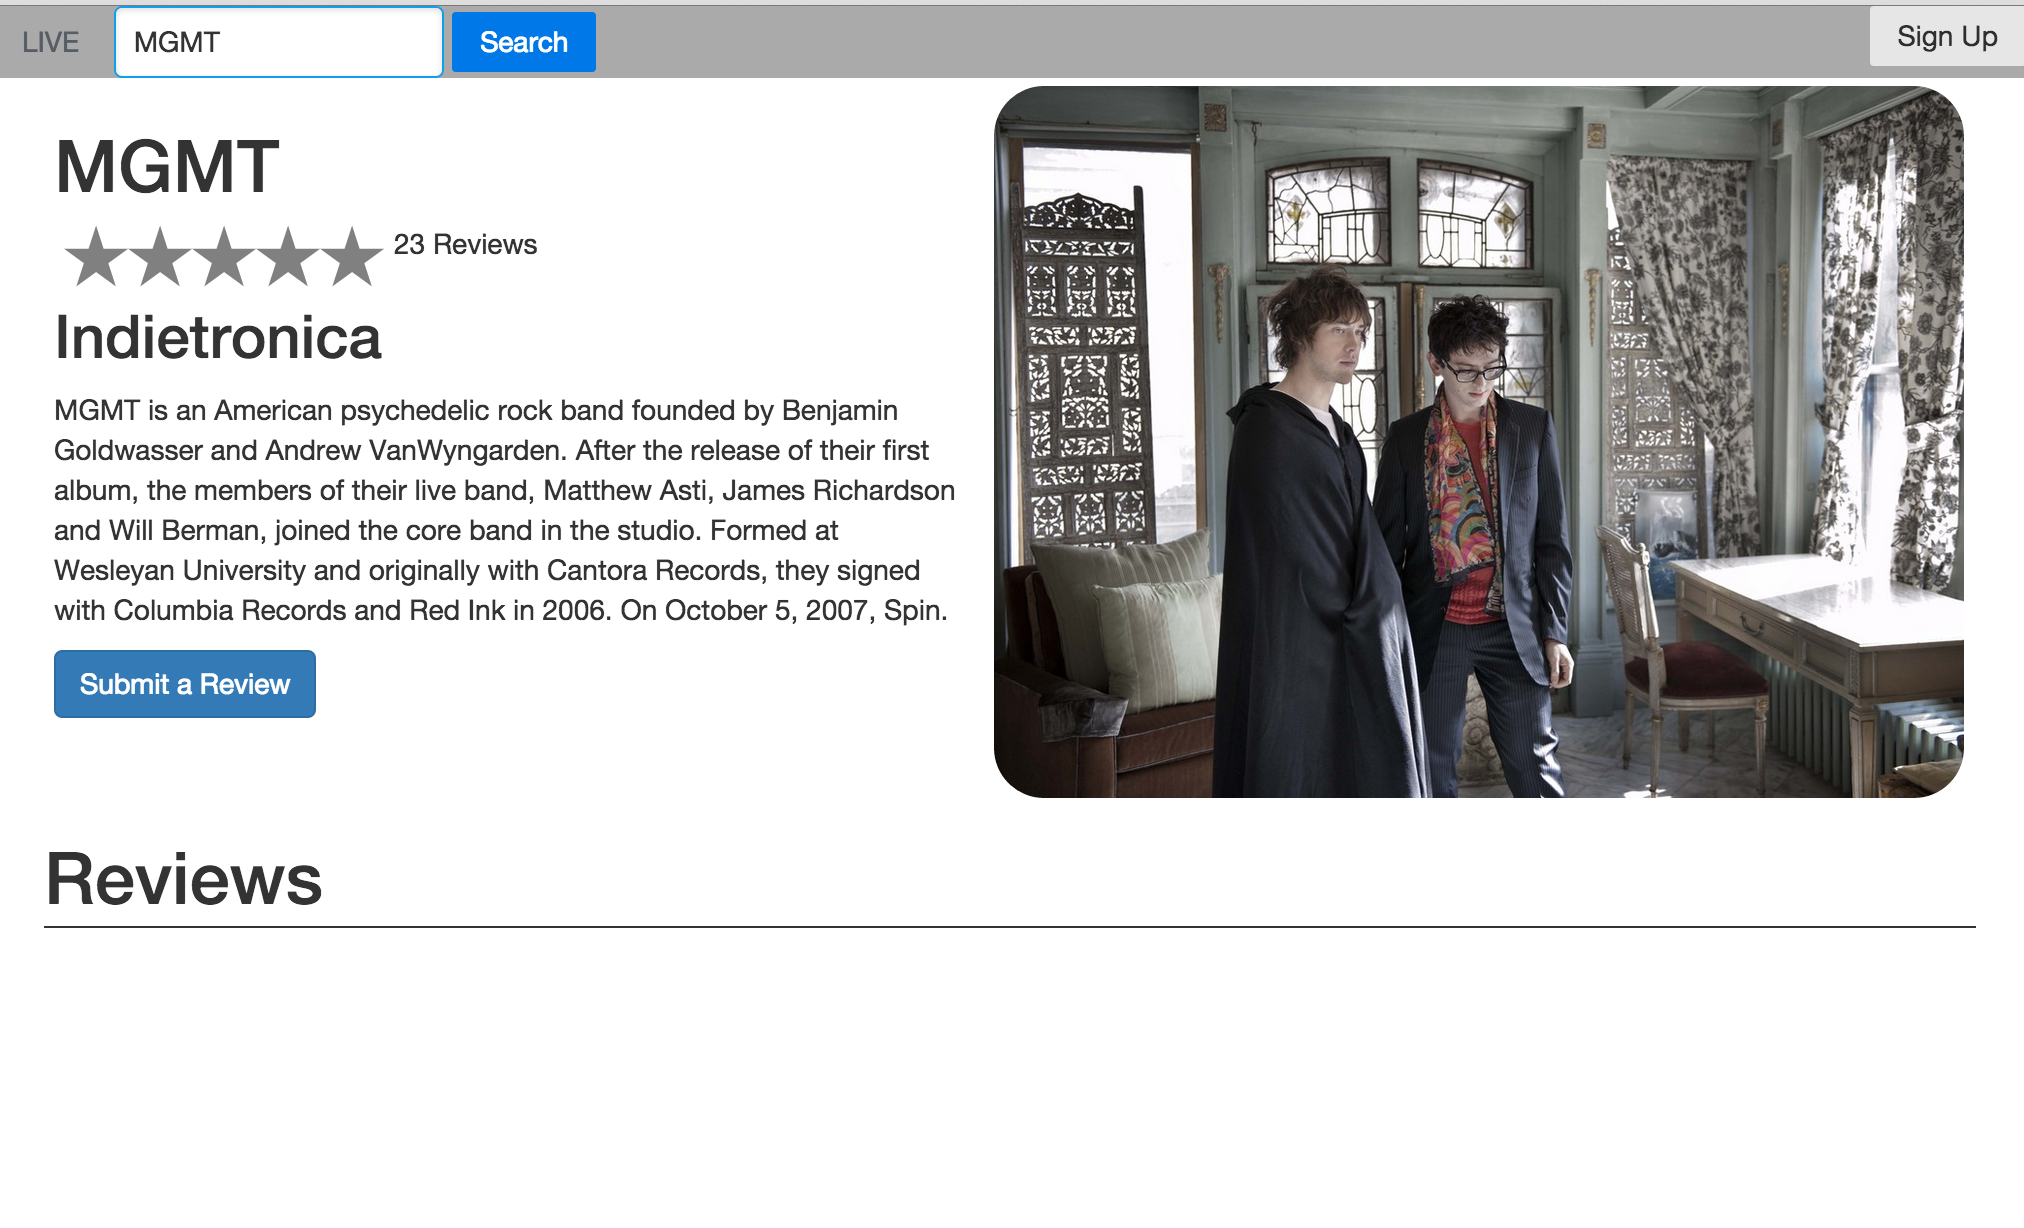 LIVE MGMT Search Sign Up
MGMT
23 Reviews
Indietronica
MGMT is an American psychedelic rock band founded by Benjamin
Goldwasser and Andrew VanWyngarden. After the release of their first
album, the members of their live band, Matthew Asti, James Richardson
and Will Berman, joined the core band in the studio. Formed at
Wesleyan University and originally with Cantora Records, they signed
with Columbia Records and Red Ink in 2006. On October 5, 2007, Spin.
Submit a Review
Reviews